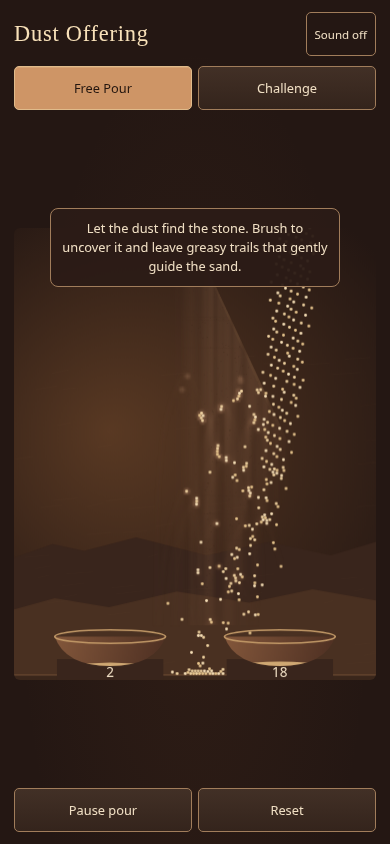 Dust Offering
Sound off
Free Pour
Challenge
Let the dust find the stone. Brush to
uncover it and leave greasy trails that gently
guide the sand.
2
18
Pause pour
Reset